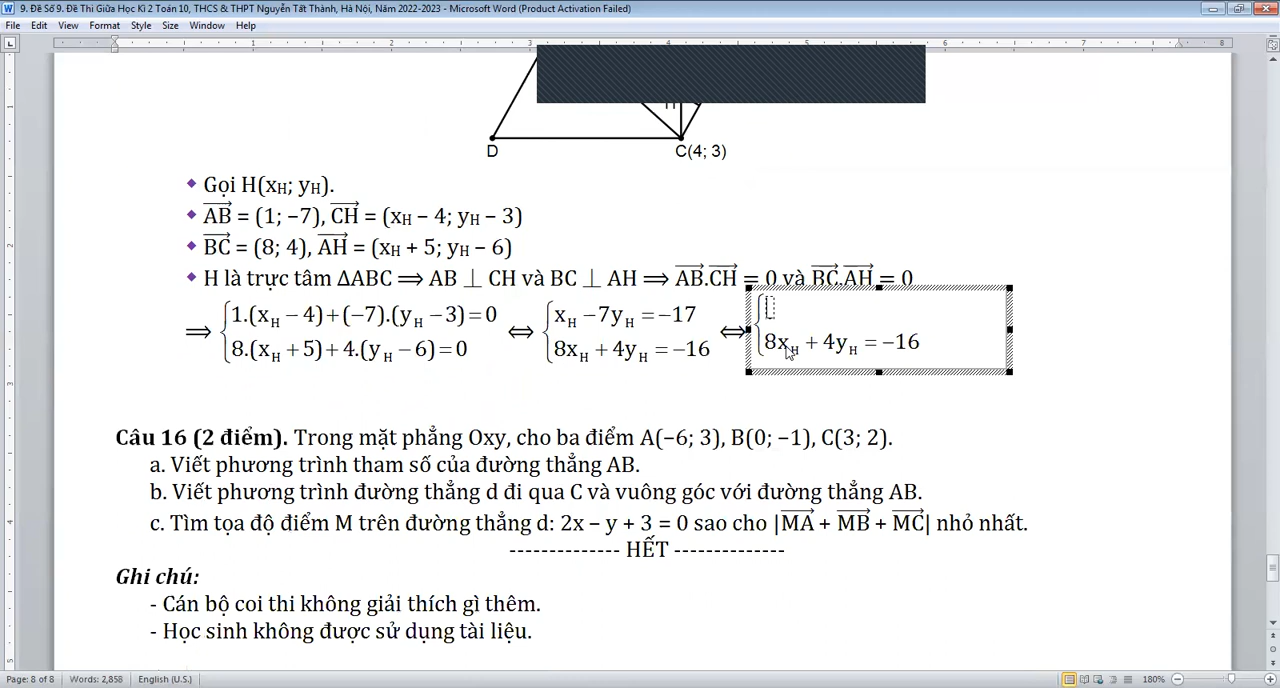 9. Đề Số 9. Đề Thi Giữa Học Kì 2 Toán 10, THCS & THPT Nguyễn Tất Thành, Hà Nội, Năm 2022-2023 - Microsoft Word (Product Activation Failed)
File Edit View Format Style Size Window Help
1 2 3 4 5 6 7 8
D
C(4; 3)
Gọi H(xH; yH).
AB = (1; −7), CH = (xH − 4; yH − 3)
BC = (8; 4), AH = (xH + 5; yH − 6)
H là trực tâm ΔABC ⟹ AB ⊥ CH và BC ⊥ AH ⟹ AB.CH = 0 và BC.AH = 0
⇒ { 1.(xH − 4) + (−7).(yH − 3) = 0 ⇔ { xH − 7yH = −17 ⇔ {
8.(xH + 5) + 4.(yH − 6) = 0 8xH + 4yH = −16 8xH + 4yH = −16
Câu 16 (2 điểm). Trong mặt phẳng Oxy, cho ba điểm A(−6; 3), B(0; −1), C(3; 2).
a. Viết phương trình tham số của đường thẳng AB.
b. Viết phương trình đường thẳng d đi qua C và vuông góc với đường thẳng AB.
c. Tìm tọa độ điểm M trên đường thẳng d: 2x − y + 3 = 0 sao cho |MA + MB + MC| nhỏ nhất.
-------------- HẾT --------------
Ghi chú:
- Cán bộ coi thi không giải thích gì thêm.
- Học sinh không được sử dụng tài liệu.
Page: 8 of 8 Words: 2,858 English (U.S.) 180%